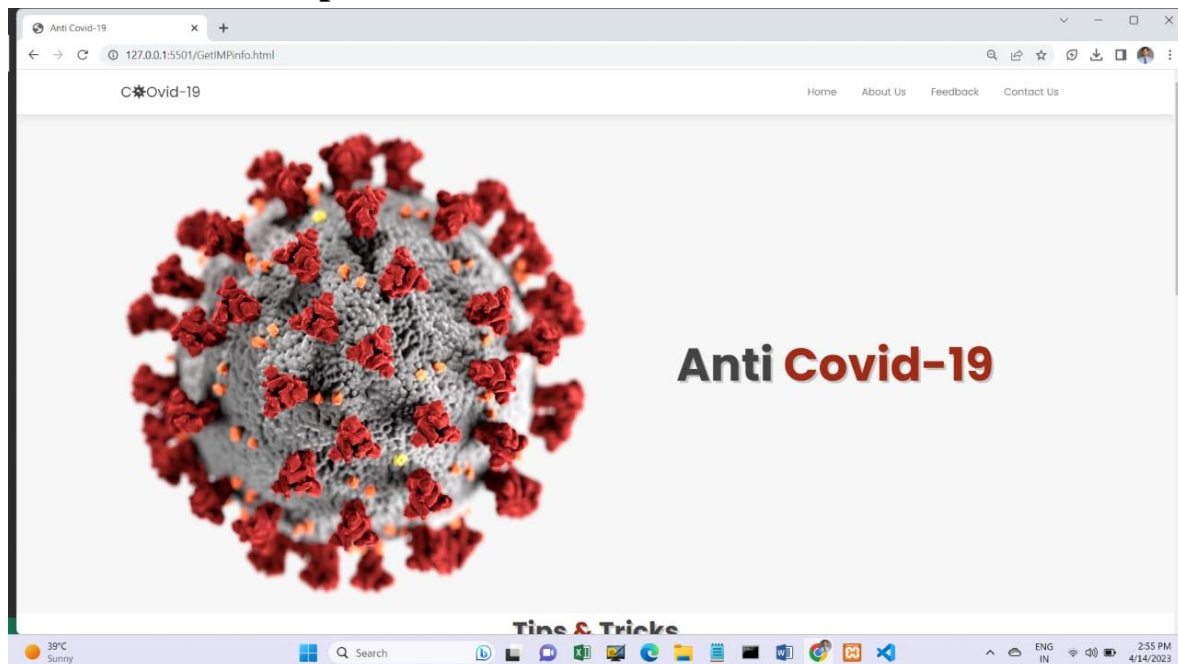 Anti Covid-19
127.0.0.1:5501/GetIMPinfo.html
C Ovid-19
Home About Us Feedback Contact Us
Anti Covid-19
Tips & Tricks
39°C
Sunny
Search
ENG
IN
2:55 PM
4/14/2023